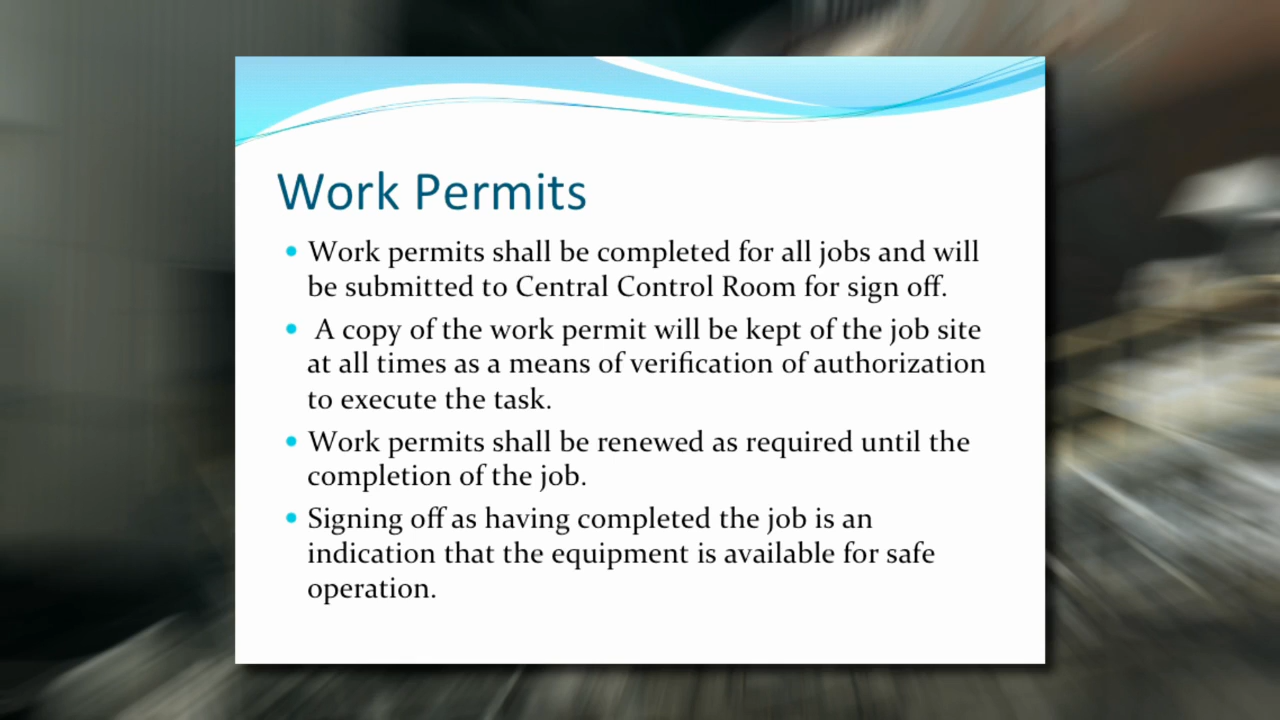 Work Permits
• Work permits shall be completed for all jobs and will
be submitted to Central Control Room for sign off.
• A copy of the work permit will be kept of the job site
at all times as a means of verification of authorization
to execute the task.
• Work permits shall be renewed as required until the
completion of the job.
• Signing off as having completed the job is an
indication that the equipment is available for safe
operation.